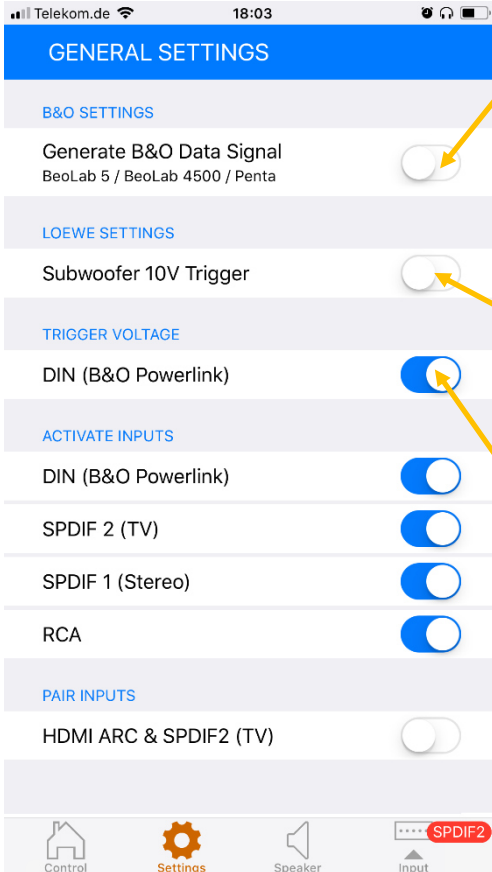 Telekom.de 18:03
GENERAL SETTINGS
B&O SETTINGS
Generate B&O Data Signal
BeoLab 5 / BeoLab 4500 / Penta
LOEWE SETTINGS
Subwoofer 10V Trigger
TRIGGER VOLTAGE
DIN (B&O Powerlink)
ACTIVATE INPUTS
DIN (B&O Powerlink)
SPDIF 2 (TV)
SPDIF 1 (Stereo)
RCA
PAIR INPUTS
HDMI ARC & SPDIF2 (TV)
SPDIF2
Control Settings Speaker Input